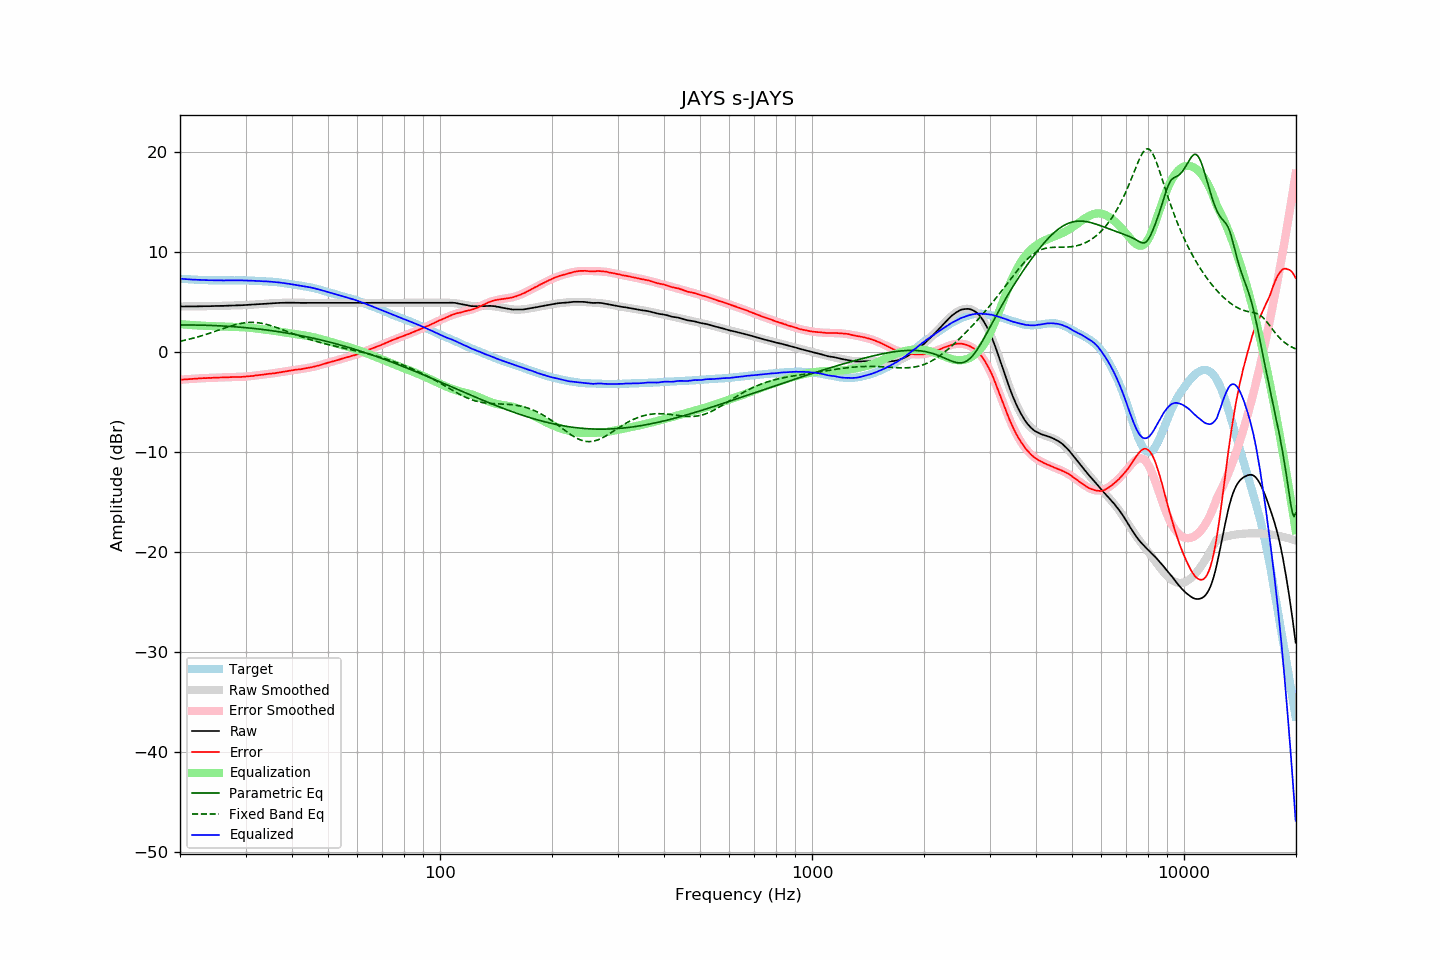 JAYS s-JAYS
20
10
0
−10
−20
−30
−40
−50
Amplitude (dBr)
Target
Raw Smoothed
Error Smoothed
Raw
Error
Equalization
Parametric Eq
Fixed Band Eq
Equalized
100
1000
10000
Frequency (Hz)